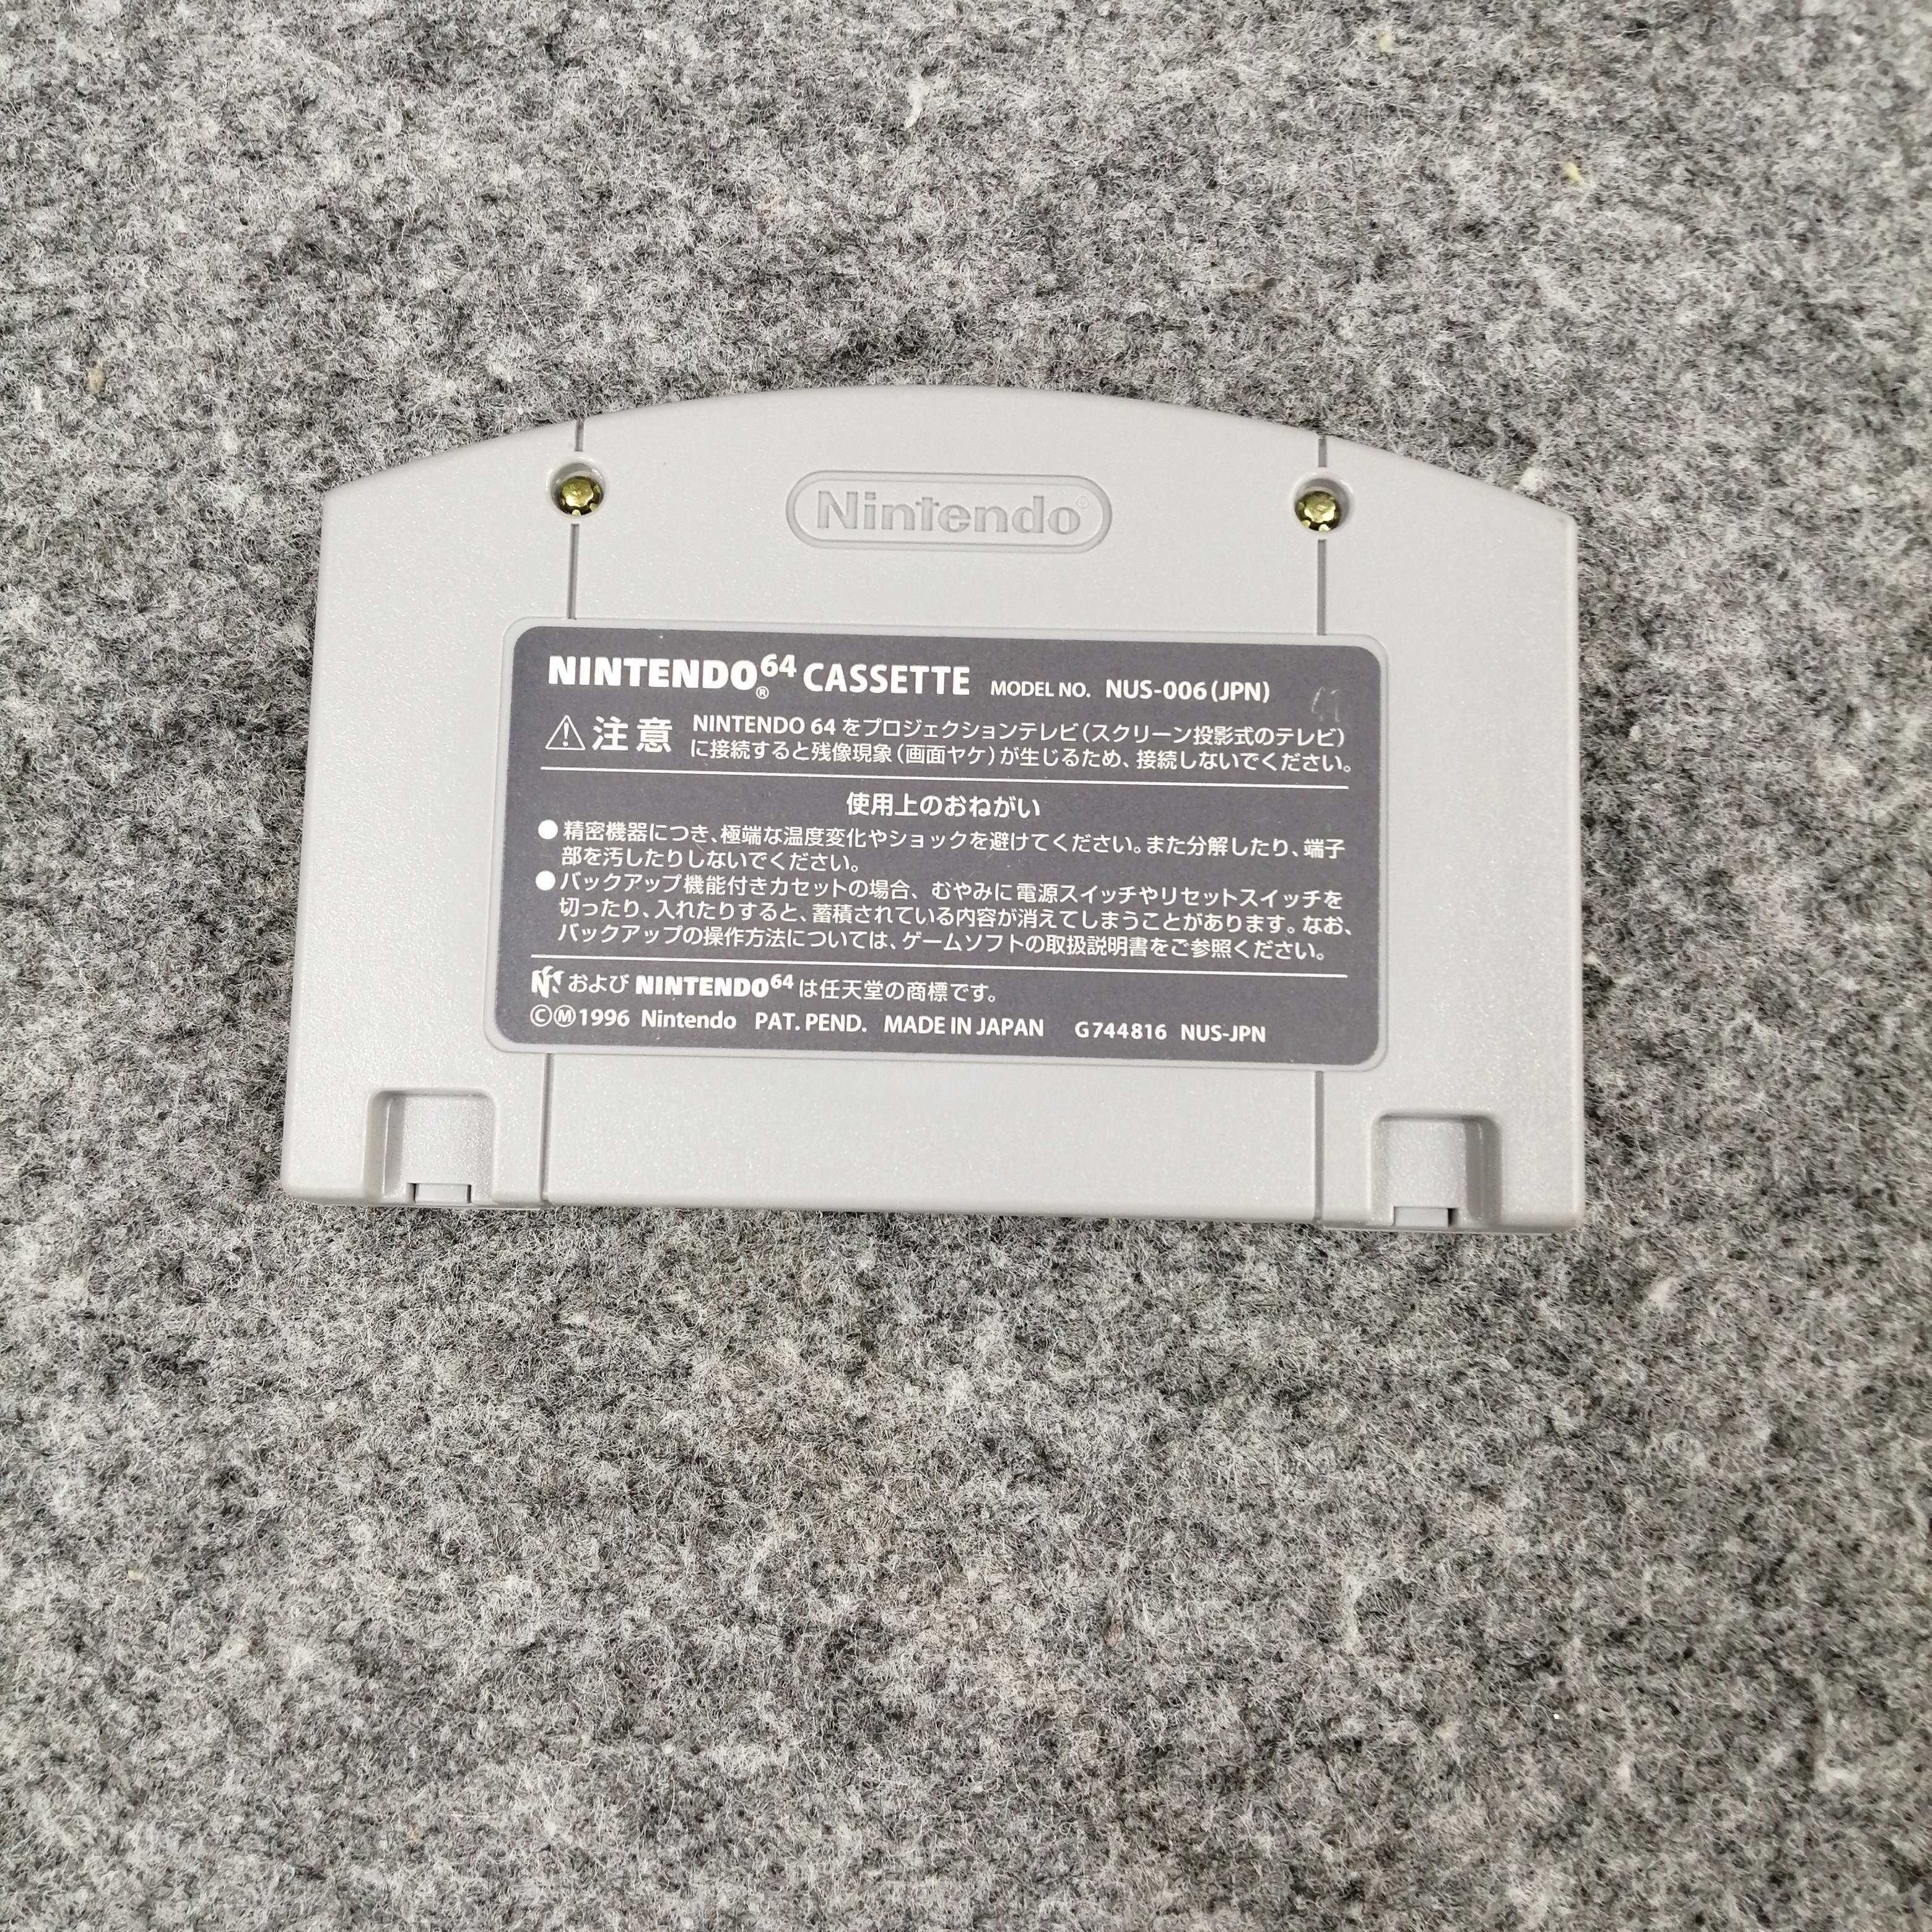 Nintendo®
NINTENDO64® CASSETTE MODEL NO. NUS-006(JPN)
⚠注意 NINTENDO 64 をプロジェクションテレビ(スクリーン投影式のテレビ)
に接続すると残像現象(画面ヤケ)が生じるため、接続しないでください。
使用上のおねがい
●精密機器につき、極端な温度変化やショックを避けてください。また分解したり、端子
部を汚したりしないでください。
●バックアップ機能付きカセットの場合、むやみに電源スイッチやリセットスイッチを
切ったり、入れたりすると、蓄積されている内容が消えてしまうことがあります。なお、
バックアップの操作方法については、ゲームソフトの取扱説明書をご参照ください。
および NINTENDO64 は任天堂の商標です。
©Ⓜ1996 Nintendo PAT. PEND. MADE IN JAPAN G744816 NUS-JPN